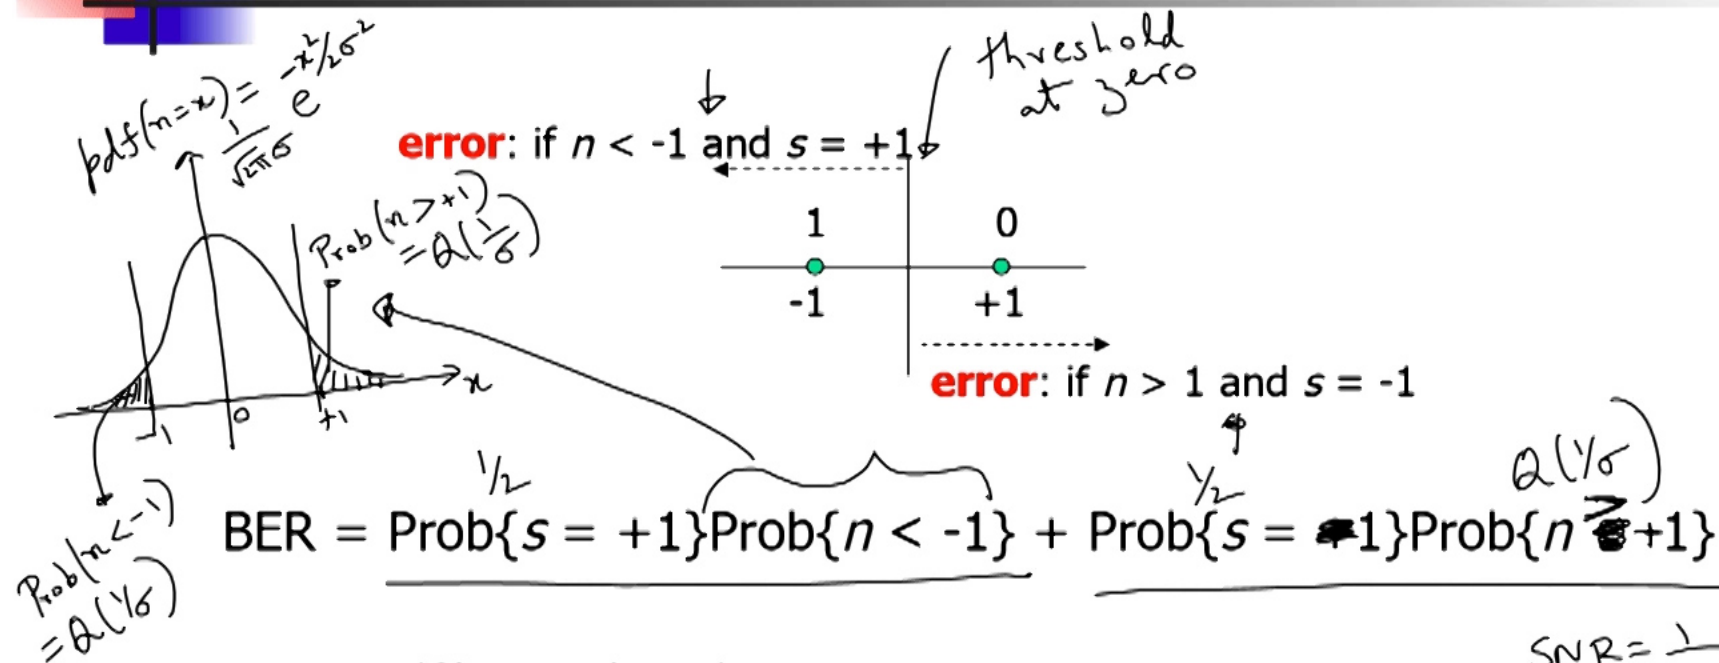 threshold
at zero
pdf(n=x) = 1/√2πσ e^-x²/2σ²
error: if n < -1 and s = +1
Prob(n > +1)
= Q(1/σ)
1 0
-1 +1
x
-1 0 +1
error: if n > 1 and s = -1
1/2 1/2 Q(1/σ)
BER = Prob{s = +1}Prob{n < -1} + Prob{s = -1}Prob{n > +1}
Prob(n < -1)
= Q(1/σ)
SNR = 1